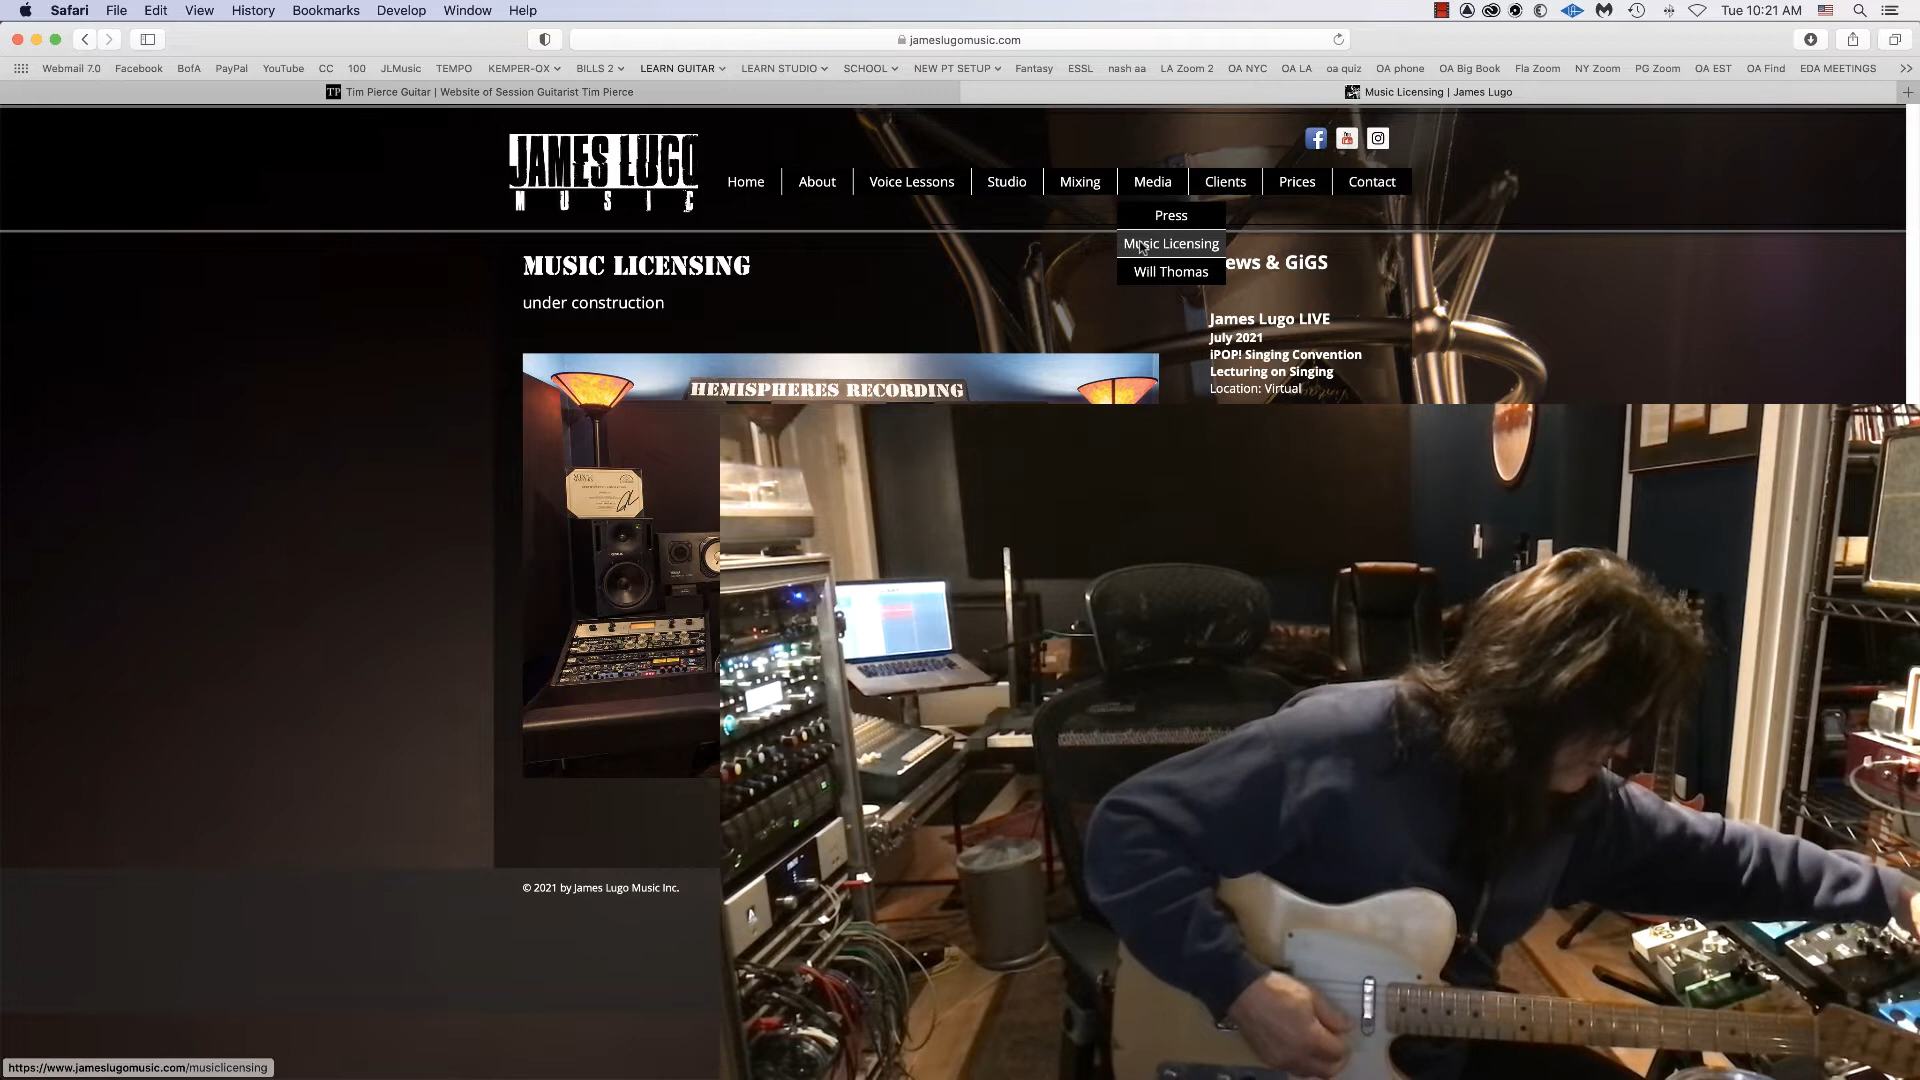 Safari File Edit View History Bookmarks Develop Window Help Tue 10:21 AM
jameslugomusic.com
Webmail 7.0 Facebook BofA PayPal YouTube CC 100 JLMusic TEMPO KEMPER-OX BILLS 2 LEARN GUITAR LEARN STUDIO SCHOOL NEW PT SETUP Fantasy ESSL nash aa LA Zoom 2 OA NYC OA LA oa quiz OA phone OA Big Book Fla Zoom NY Zoom PG Zoom OA EST OA Find EDA MEETINGS
TP Tim Pierce Guitar | Website of Session Guitarist Tim Pierce Music Licensing | James Lugo
JAMES LUGO
MUSIC
Home About Voice Lessons Studio Mixing Media Clients Prices Contact
Press
Music Licensing
Will Thomas
MUSIC LICENSING
under construction
ews & GiGS
James Lugo LIVE
July 2021
iPOP! Singing Convention
Lecturing on Singing
Location: Virtual
HEMISPHERES RECORDING
© 2021 by James Lugo Music Inc.
https://www.jameslugomusic.com/musiclicensing